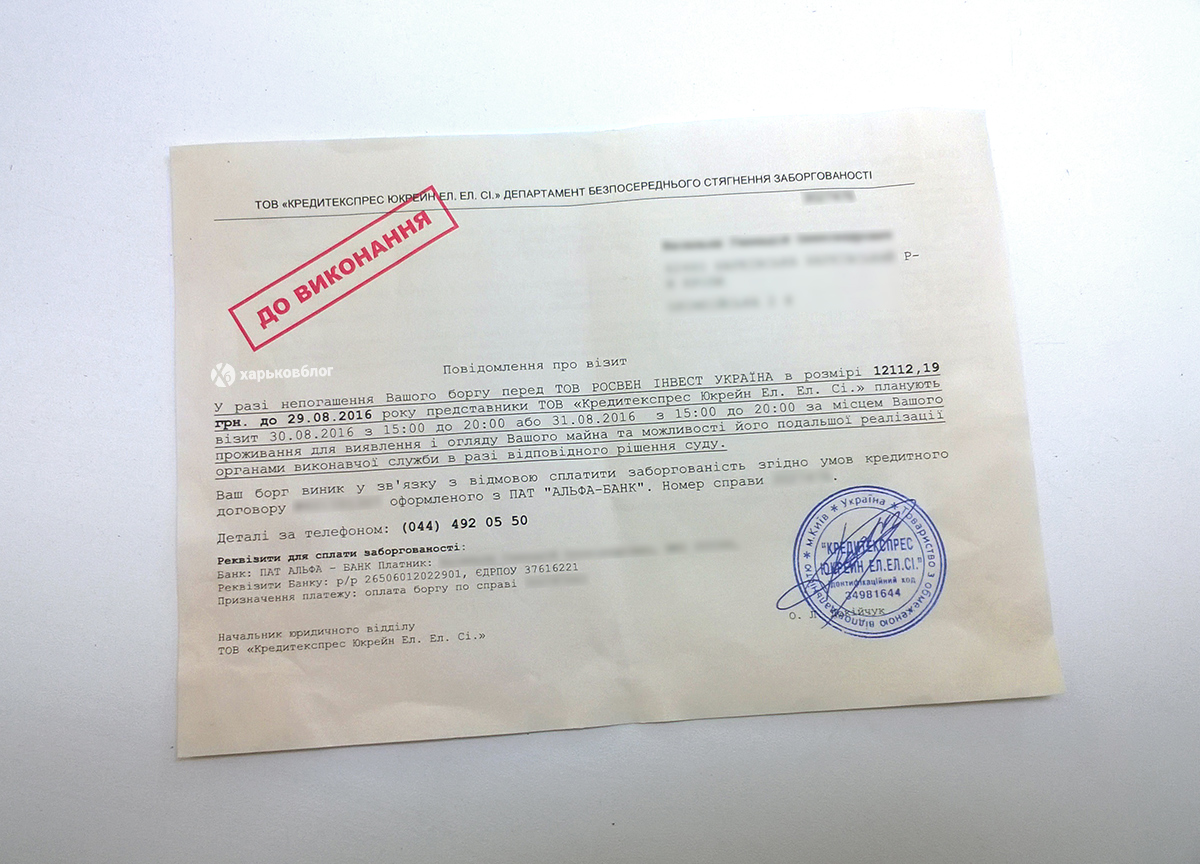 ТОВ «КРЕДИТЕКСПРЕС ЮКРЕЙН ЕЛ. ЕЛ. СІ.» ДЕПАРТАМЕНТ БЕЗПОСЕРЕДНЬОГО СТЯГНЕННЯ ЗАБОРГОВАНОСТІ
ДО ВИКОНАННЯ
Р-
харьковблог
Повідомлення про візит
У разі непогашення Вашого боргу перед ТОВ РОСВЕН ІНВЕСТ УКРАЇНА в розмірі 12112,19
грн. до 29.08.2016 року представники ТОВ «Кредитекспрес Юкрейн Ел. Ел. Сі.» планують
візит 30.08.2016 з 15:00 до 20:00 або 31.08.2016 з 15:00 до 20:00 за місцем Вашого
проживання для виявлення і огляду Вашого майна та можливості його подальшої реалізації
органами виконавчої служби в разі відповідного рішення суду.
Ваш борг виник у зв'язку з відмовою сплатити заборгованість згідно умов кредитного
договору оформленого з ПАТ "АЛЬФА-БАНК". Номер справи .
Деталі за телефоном: (044) 492 05 50
Реквізити для сплати заборгованості:
Банк: ПАТ АЛЬФА – БАНК Платник:
Реквізити Банку: р/р 26506012022901, ЄДРПОУ 37616221
Призначення платежу: оплата боргу по справі
Начальник юридичного відділу
ТОВ «Кредитекспрес Юкрейн Ел. Ел. Сі.»
О. Л
м.Київ * Україна * Товариство з обмеженою відповідальністю *
"КРЕДИТЕКСПРЕС
ЮКРЕЙН ЕЛ.ЕЛ.СІ."
Ідентифікаційний код
34981644